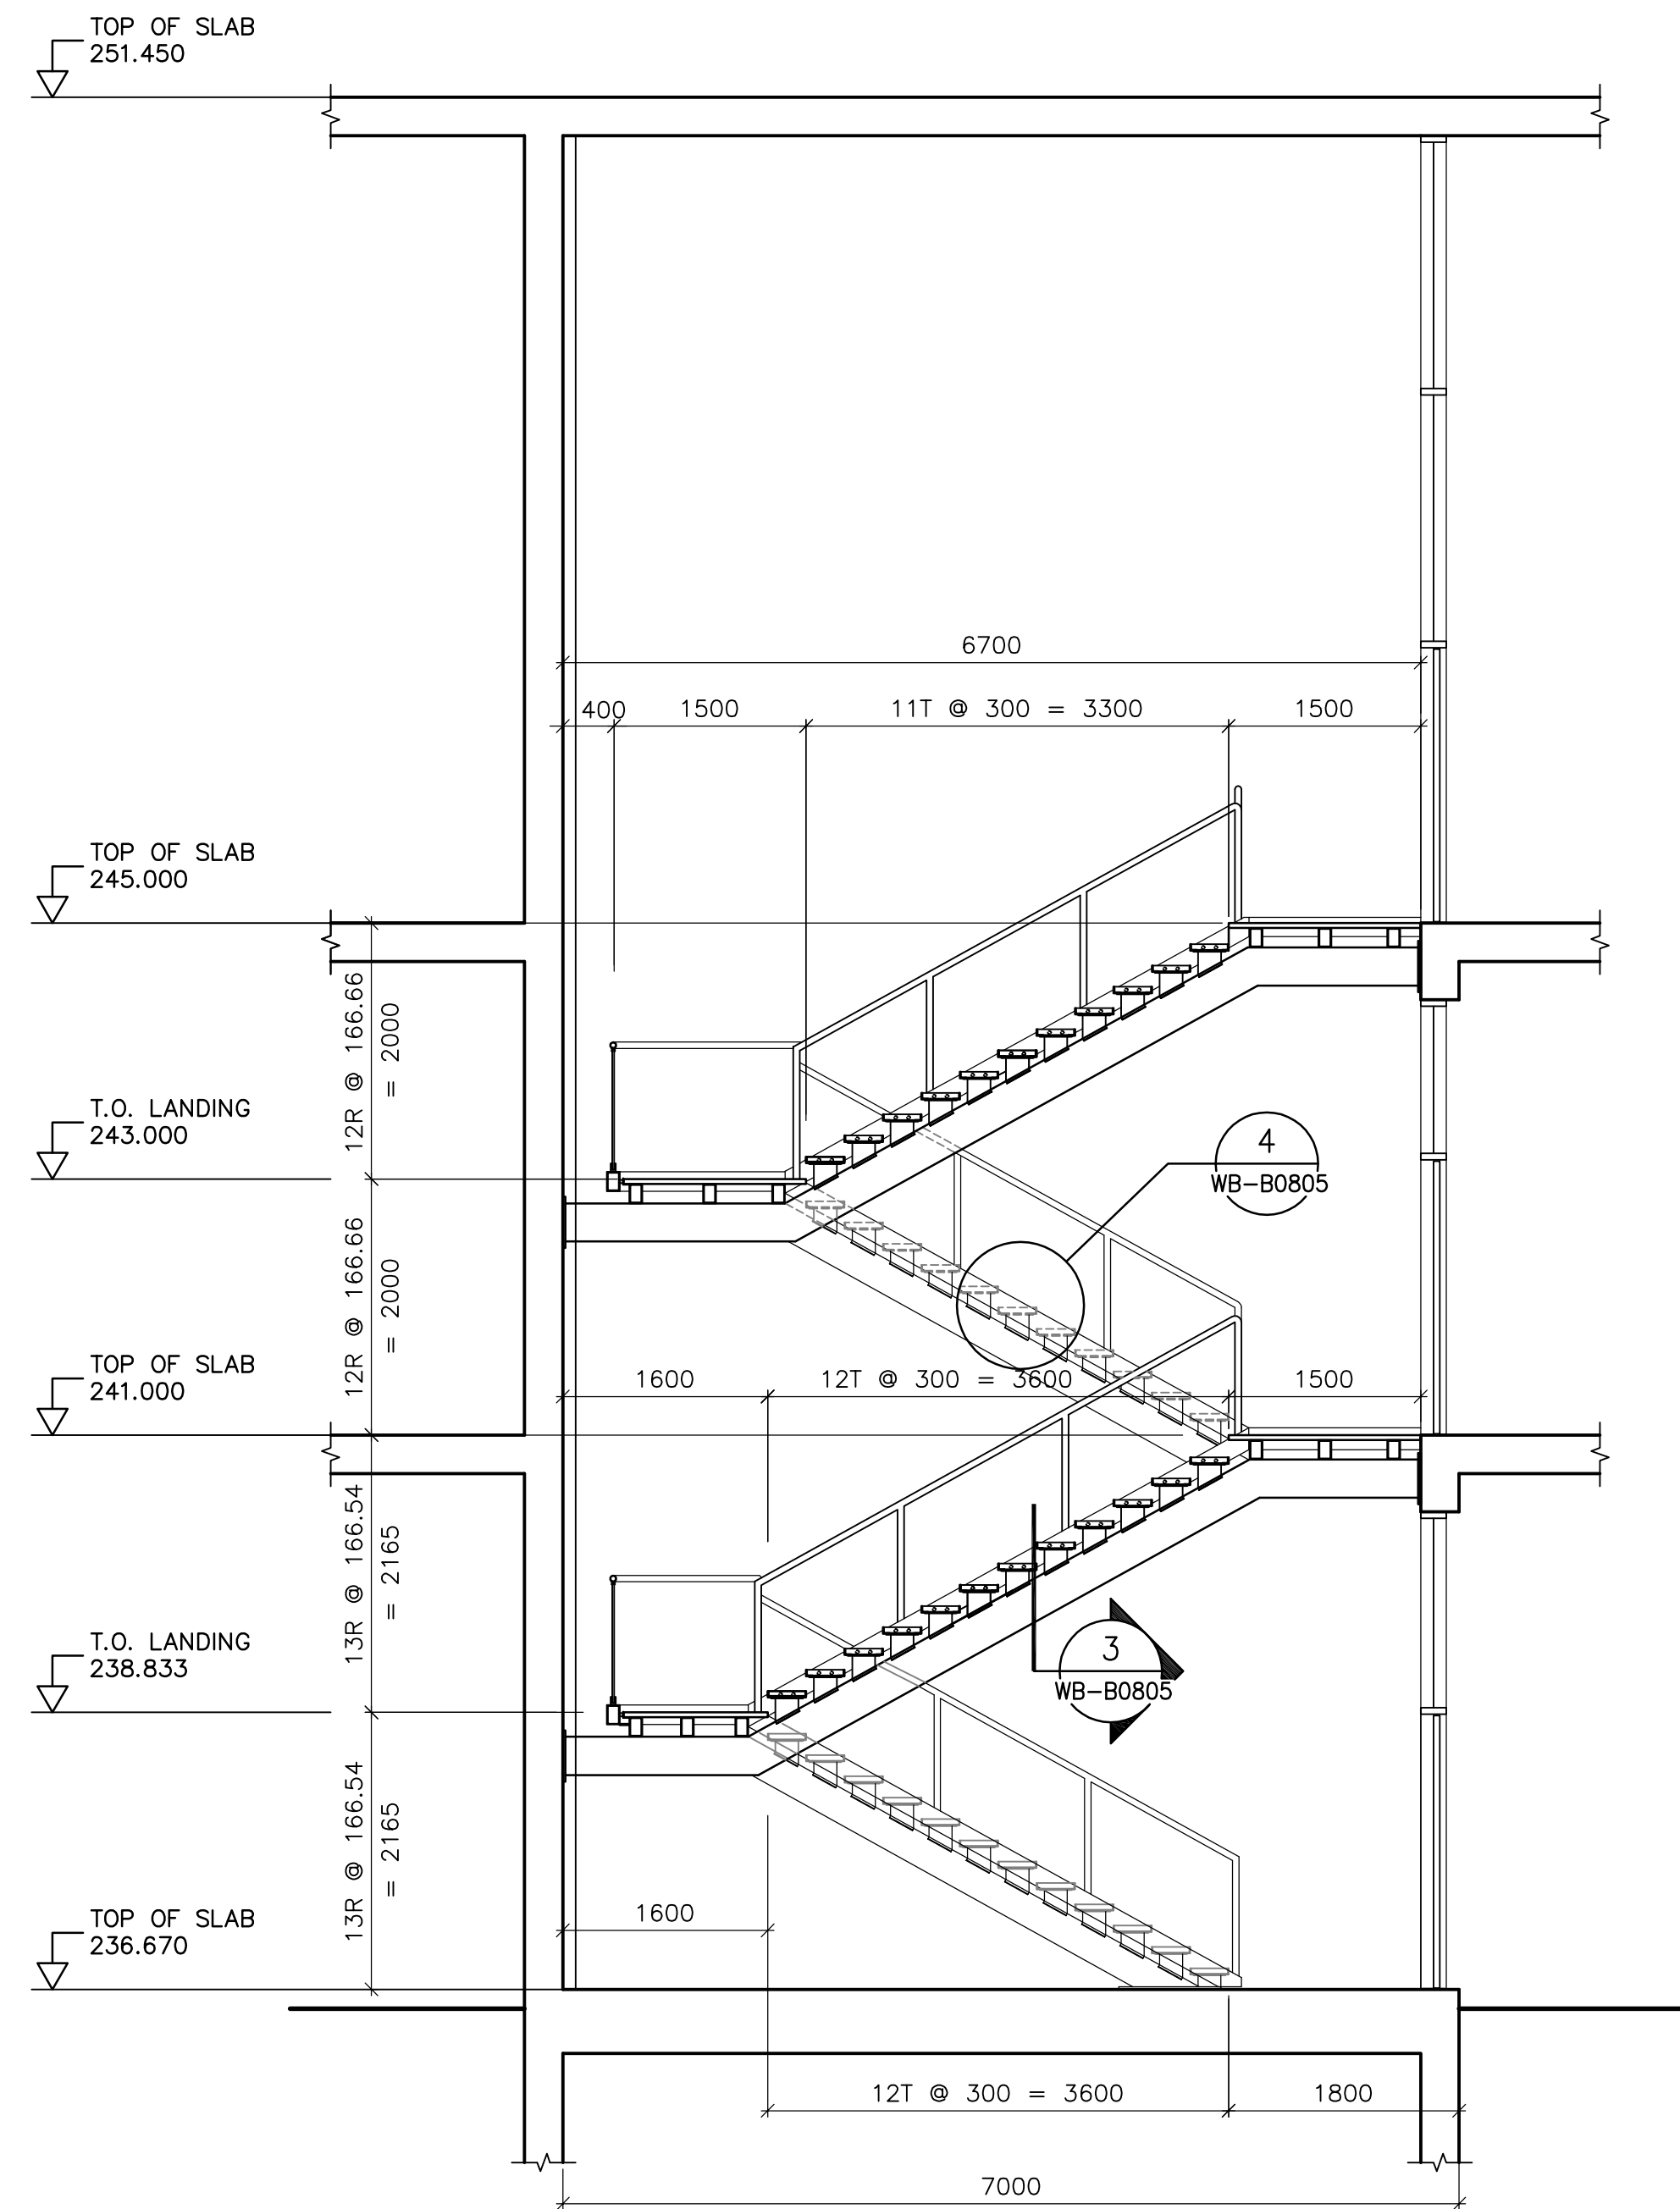 TOP OF SLAB
251.450
6700
400
1500
11T @ 300 = 3300
1500
TOP OF SLAB
245.000
12R @ 166.66
= 2000
T.O. LANDING
243.000
4
WB-B0805
12R @ 166.66
= 2000
TOP OF SLAB
241.000
1600
12T @ 300 = 3600
1500
13R @ 166.54
= 2165
T.O. LANDING
238.833
3
WB-B0805
13R @ 166.54
= 2165
TOP OF SLAB
236.670
1600
12T @ 300 = 3600
1800
7000